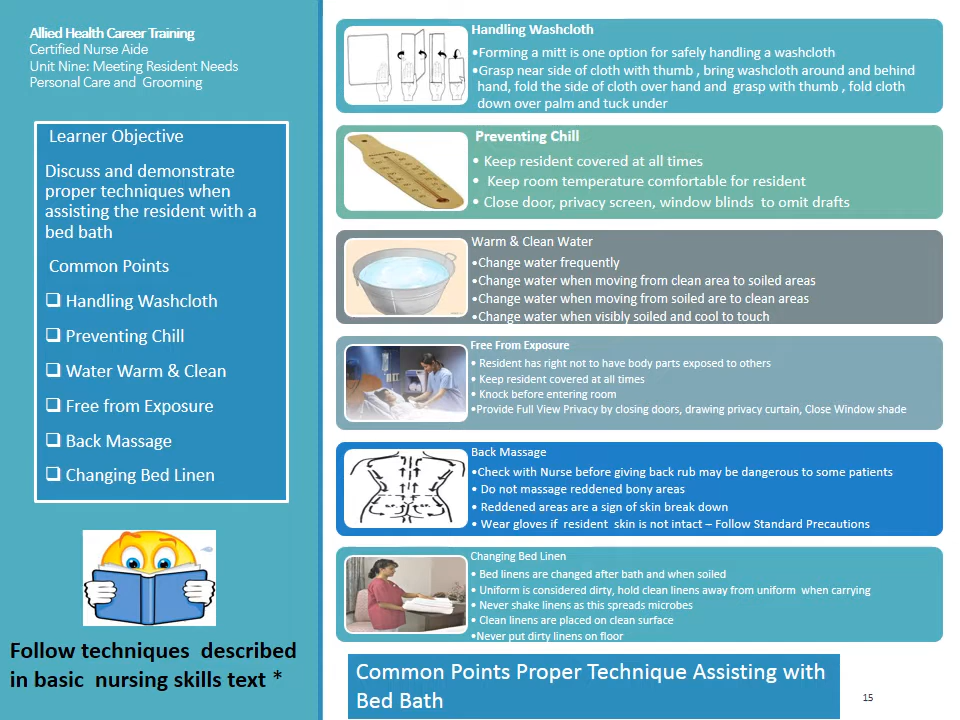 Allied Health Career Training
Certified Nurse Aide
Unit Nine: Meeting Resident Needs
Personal Care and  Grooming
Learner Objective
Discuss and demonstrate
proper techniques when
assisting the resident with a
bed bath
Common Points
❑ Handling Washcloth
❑ Preventing Chill
❑ Water Warm & Clean
❑ Free from Exposure
❑ Back Massage
❑ Changing Bed Linen
Follow techniques  described
in basic  nursing skills text *
Handling Washcloth
•Forming a mitt is one option for safely handling a washcloth
•Grasp near side of cloth with thumb , bring washcloth around and behind
hand, fold the side of cloth over hand and  grasp with thumb , fold cloth
down over palm and tuck under
Preventing Chill
• Keep resident covered at all times
•  Keep room temperature comfortable for resident
• Close door, privacy screen, window blinds  to omit drafts
Warm & Clean Water
•Change water frequently
•Change water when moving from clean area to soiled areas
•Change water when moving from soiled are to clean areas
•Change water when visibly soiled and cool to touch
Free From Exposure
• Resident has right not to have body parts exposed to others
• Keep resident covered at all times
• Knock before entering room
•Provide Full View Privacy by closing doors, drawing privacy curtain, Close Window shade
Back Massage
•Check with Nurse before giving back rub may be dangerous to some patients
• Do not massage reddened bony areas
• Reddened areas are a sign of skin break down
• Wear gloves if  resident  skin is not intact – Follow Standard Precautions
Changing Bed Linen
• Bed linens are changed after bath and when soiled
• Uniform is considered dirty, hold clean linens away from uniform  when carrying
• Never shake linens as this spreads microbes
• Clean linens are placed on clean surface
•Never put dirty linens on floor
Common Points Proper Technique Assisting with
Bed Bath
15